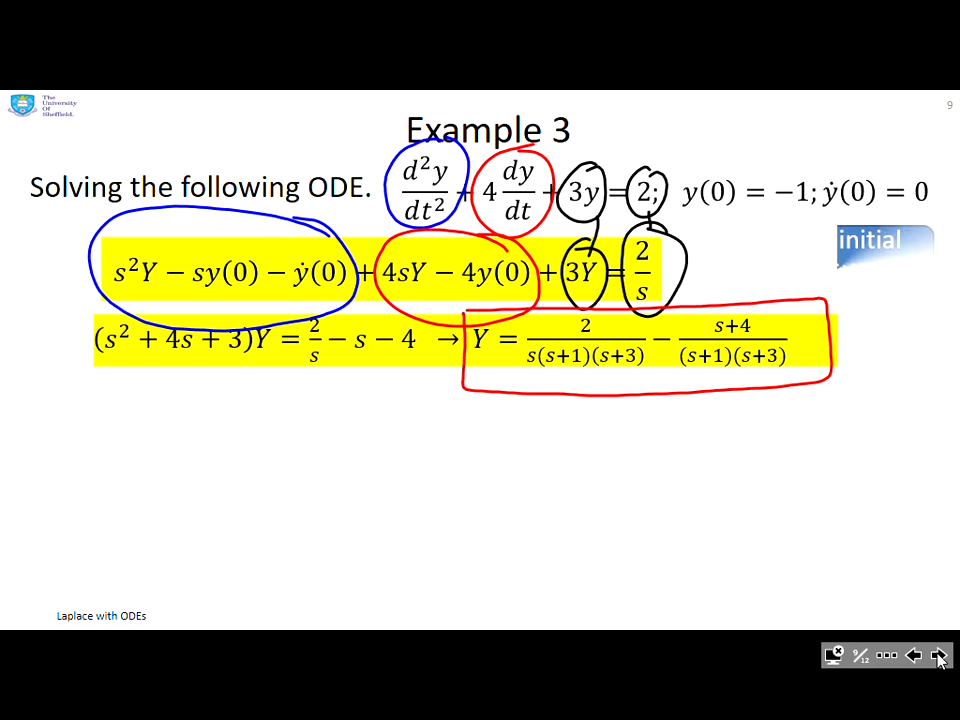 The
University
Of
Sheffield.
9
Example 3
Solving the following ODE. d²y/dt² + 4 dy/dt + 3y = 2; y(0) = −1; ẏ(0) = 0
initial
s²Y − sy(0) − ẏ(0) + 4sY − 4y(0) + 3Y = 2/s
(s² + 4s + 3)Y = 2/s − s − 4 → Y = 2/s(s+1)(s+3) − s+4/(s+1)(s+3)
Laplace with ODEs
9/12